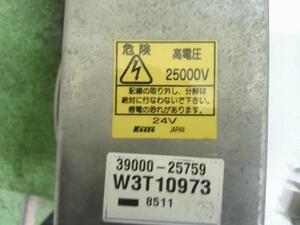 危険
高電圧
25000V
配線の取り外し、分解は
絶対に行なわないで下さい。
感電の恐れがあります。
24V
KOITO JAPAN
39000-25759
W3T10973
8511